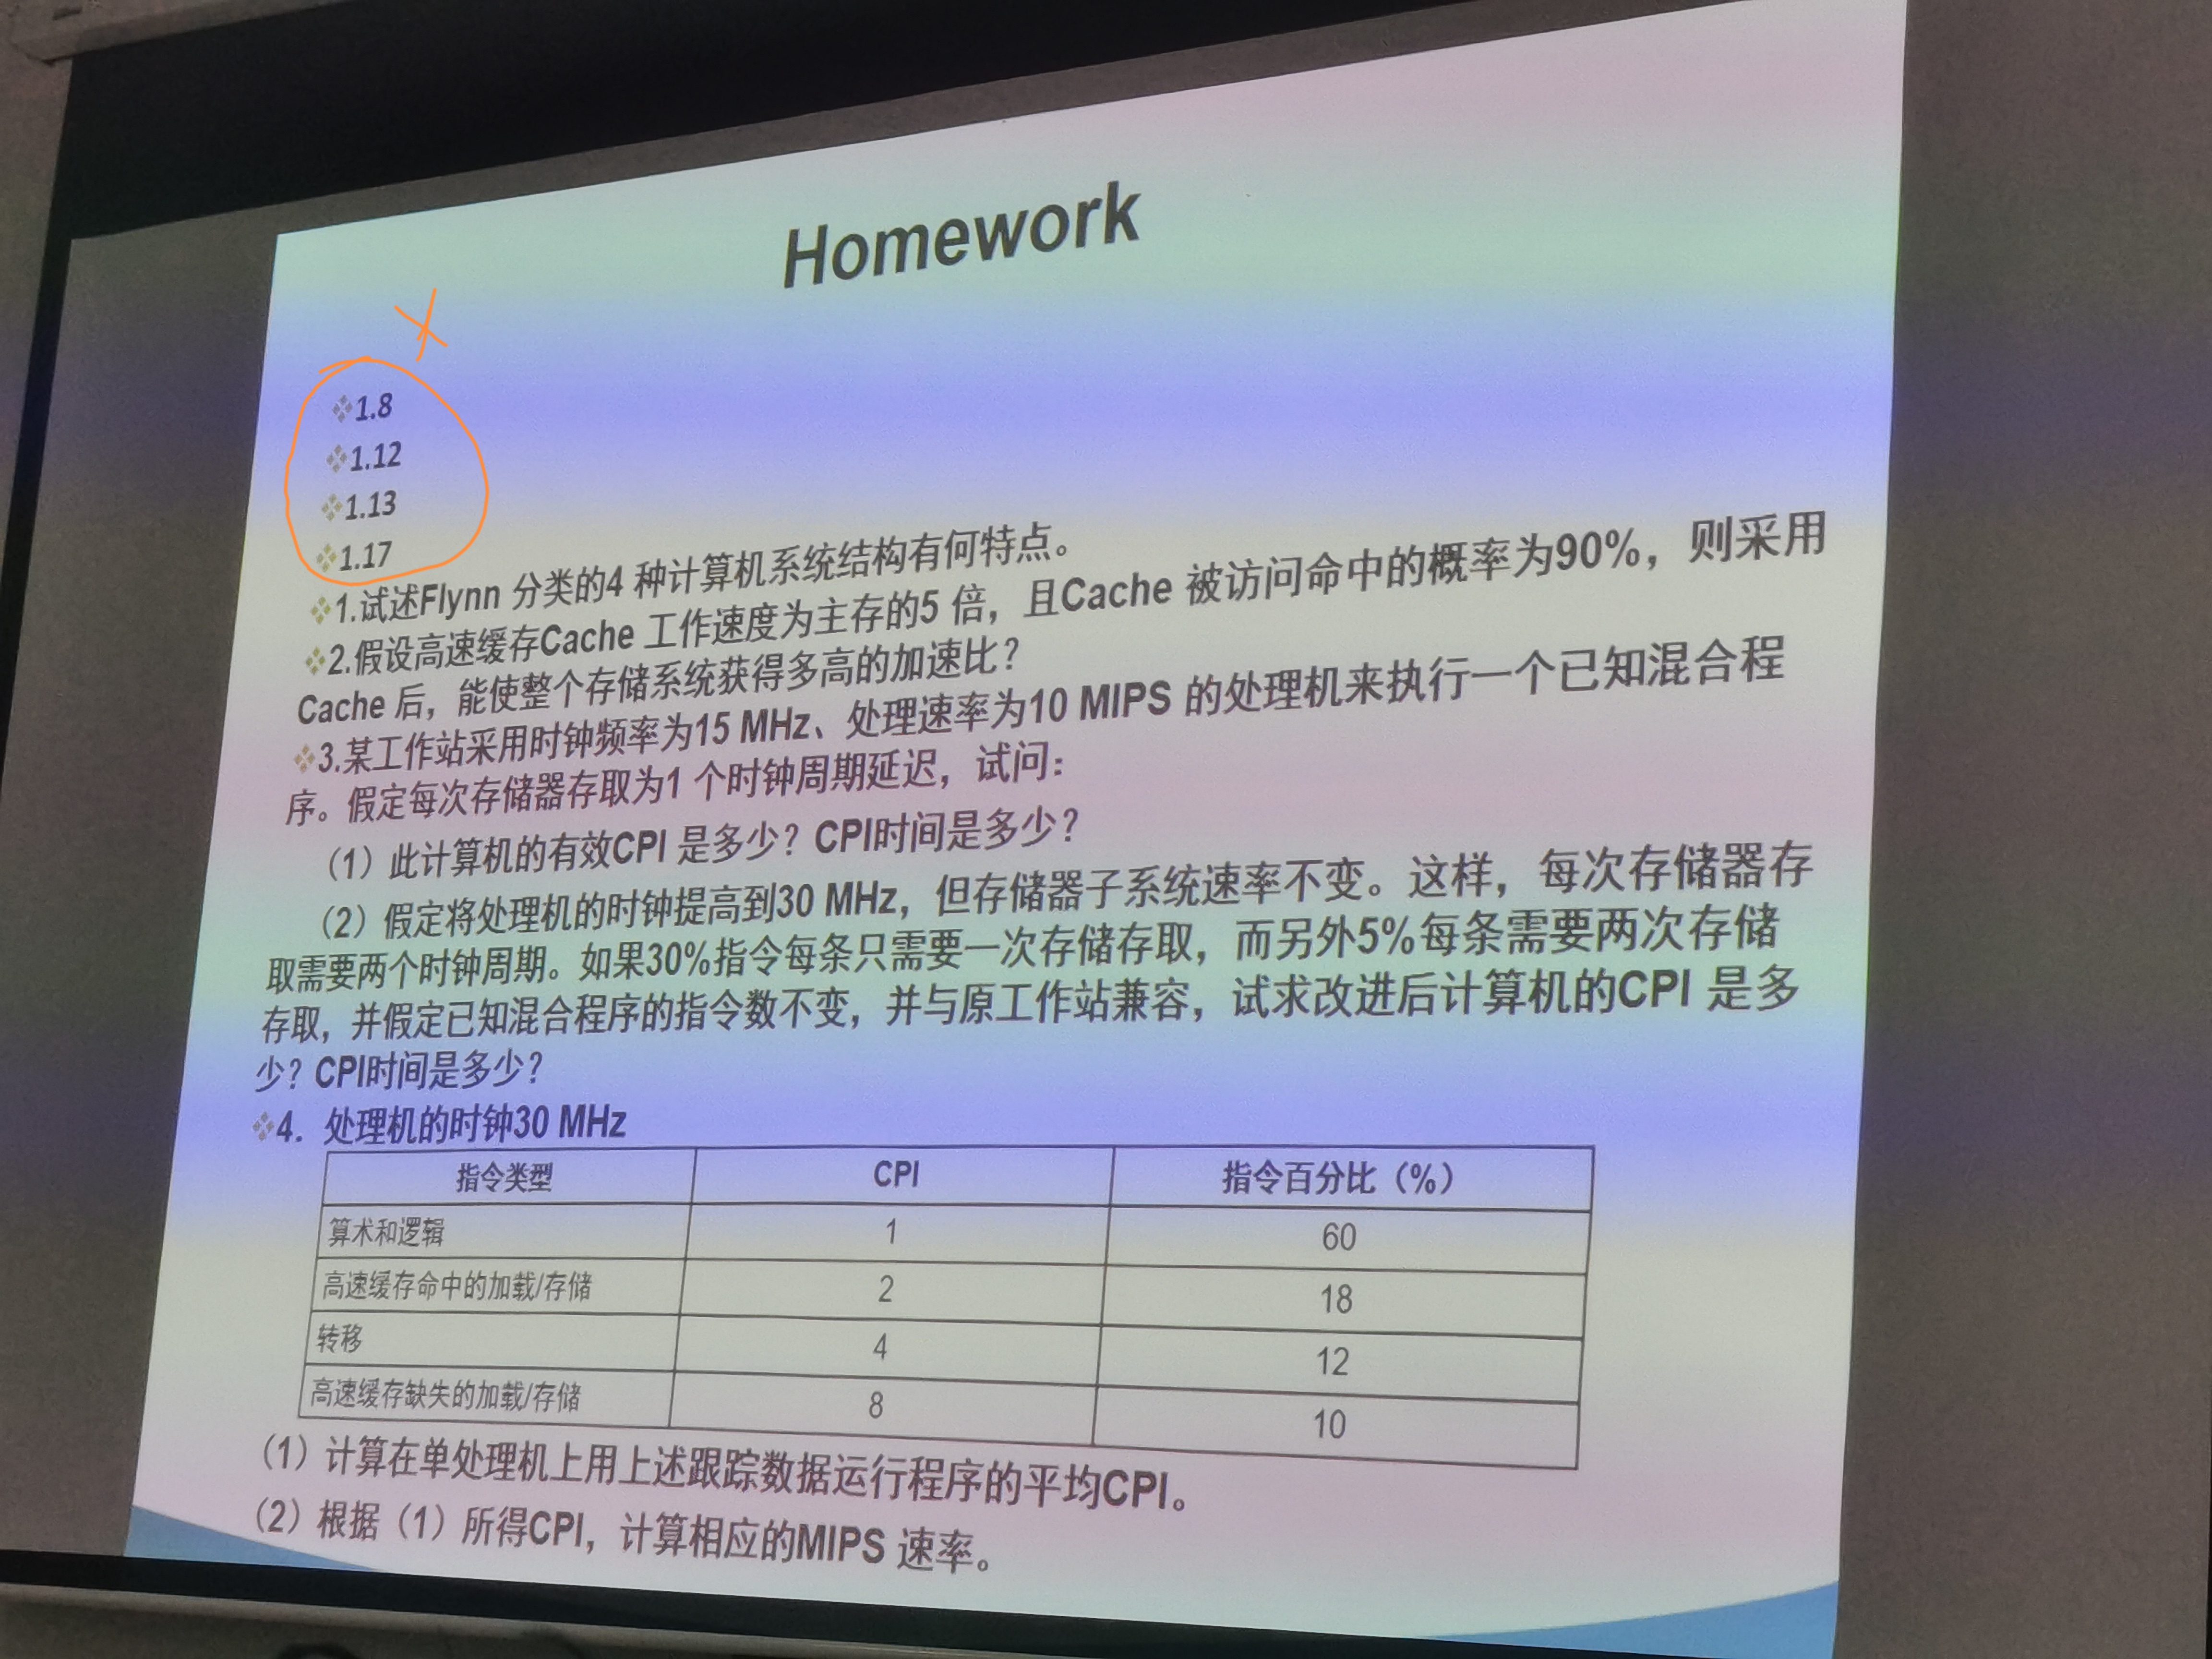 Homework
1.8
1.12
1.13
1.17
1.试述Flynn 分类的4 种计算机系统结构有何特点。
2.假设高速缓存Cache 工作速度为主存的5 倍，且Cache 被访问命中的概率为90%，则采用
Cache 后，能使整个存储系统获得多高的加速比？
3.某工作站采用时钟频率为15 MHz、处理速率为10 MIPS 的处理机来执行一个已知混合程
序。假定每次存储器存取为1 个时钟周期延迟，试问：
（1）此计算机的有效CPI 是多少？CPI时间是多少？
（2）假定将处理机的时钟提高到30 MHz，但存储器子系统速率不变。这样，每次存储器存
取需要两个时钟周期。如果30%指令每条只需要一次存储存取，而另外5%每条需要两次存储
存取，并假定已知混合程序的指令数不变，并与原工作站兼容，试求改进后计算机的CPI 是多
少？CPI时间是多少？
4. 处理机的时钟30 MHz
指令类型 CPI 指令百分比（%）
算术和逻辑 1 60
高速缓存命中的加载/存储 2 18
转移 4 12
高速缓存缺失的加载/存储 8 10
（1）计算在单处理机上用上述跟踪数据运行程序的平均CPI。
（2）根据（1）所得CPI，计算相应的MIPS 速率。